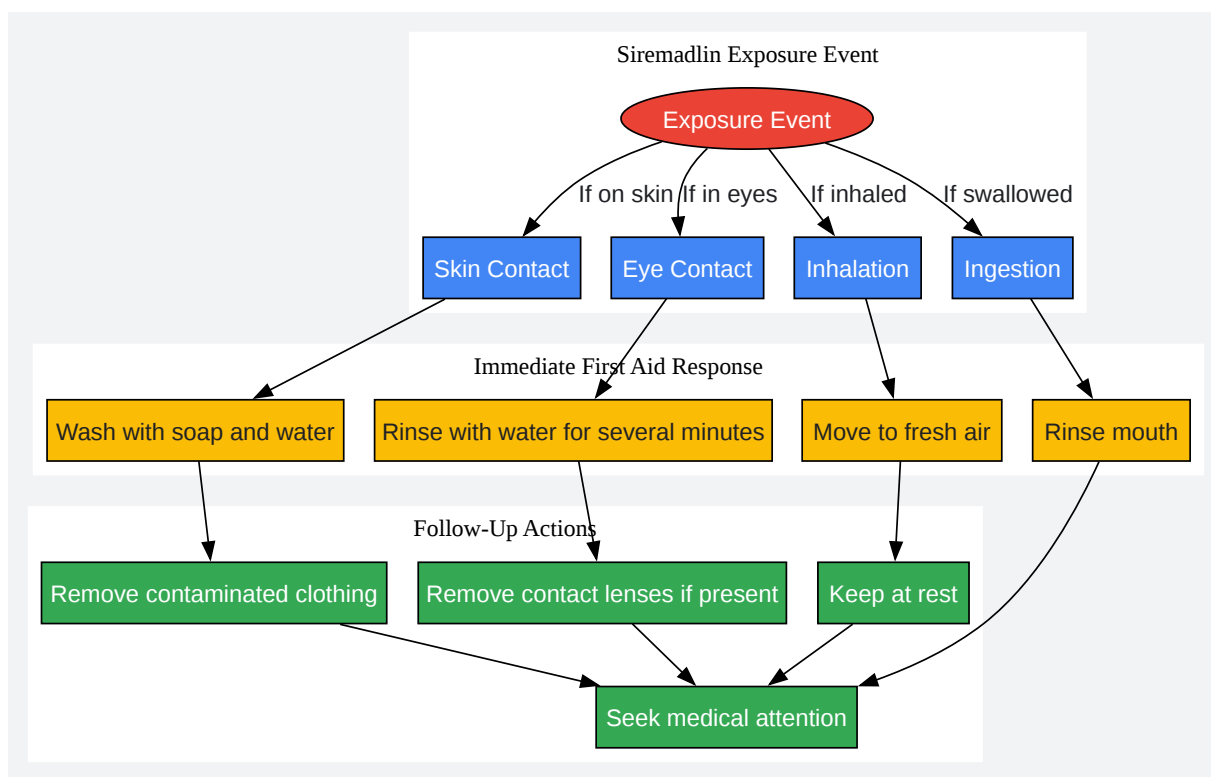 Siremadlin Exposure Event
Exposure Event
If on skin
If in eyes
If inhaled
If swallowed
Skin Contact
Eye Contact
Inhalation
Ingestion
Immediate First Aid Response
Wash with soap and water
Rinse with water for several minutes
Move to fresh air
Rinse mouth
Follow-Up Actions
Remove contaminated clothing
Remove contact lenses if present
Keep at rest
Seek medical attention